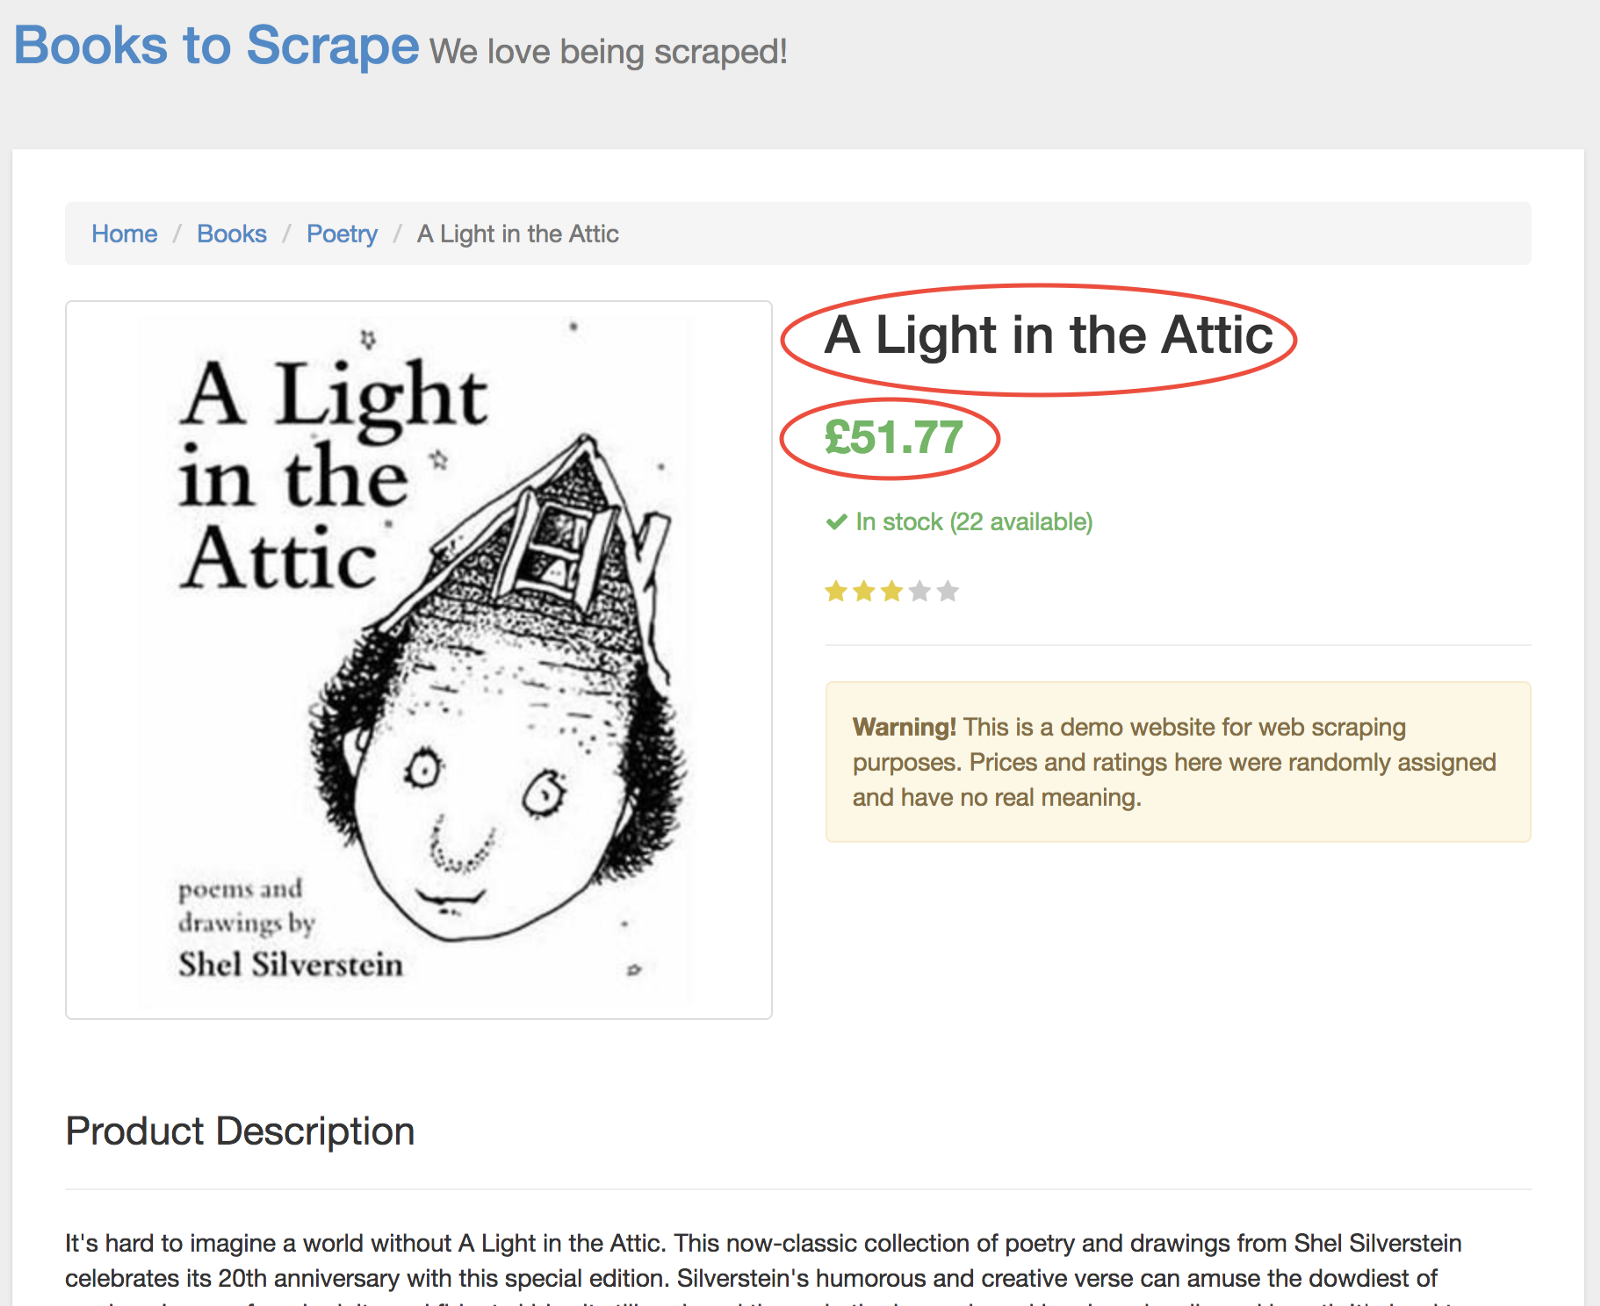 Books to Scrape We love being scraped!
Home / Books / Poetry / A Light in the Attic
A Light
in the
Attic
poems and
drawings by
Shel Silverstein
A Light in the Attic
£51.77
In stock (22 available)
Warning! This is a demo website for web scraping
purposes. Prices and ratings here were randomly assigned
and have no real meaning.
Product Description
It's hard to imagine a world without A Light in the Attic. This now-classic collection of poetry and drawings from Shel Silverstein
celebrates its 20th anniversary with this special edition. Silverstein's humorous and creative verse can amuse the dowdiest of